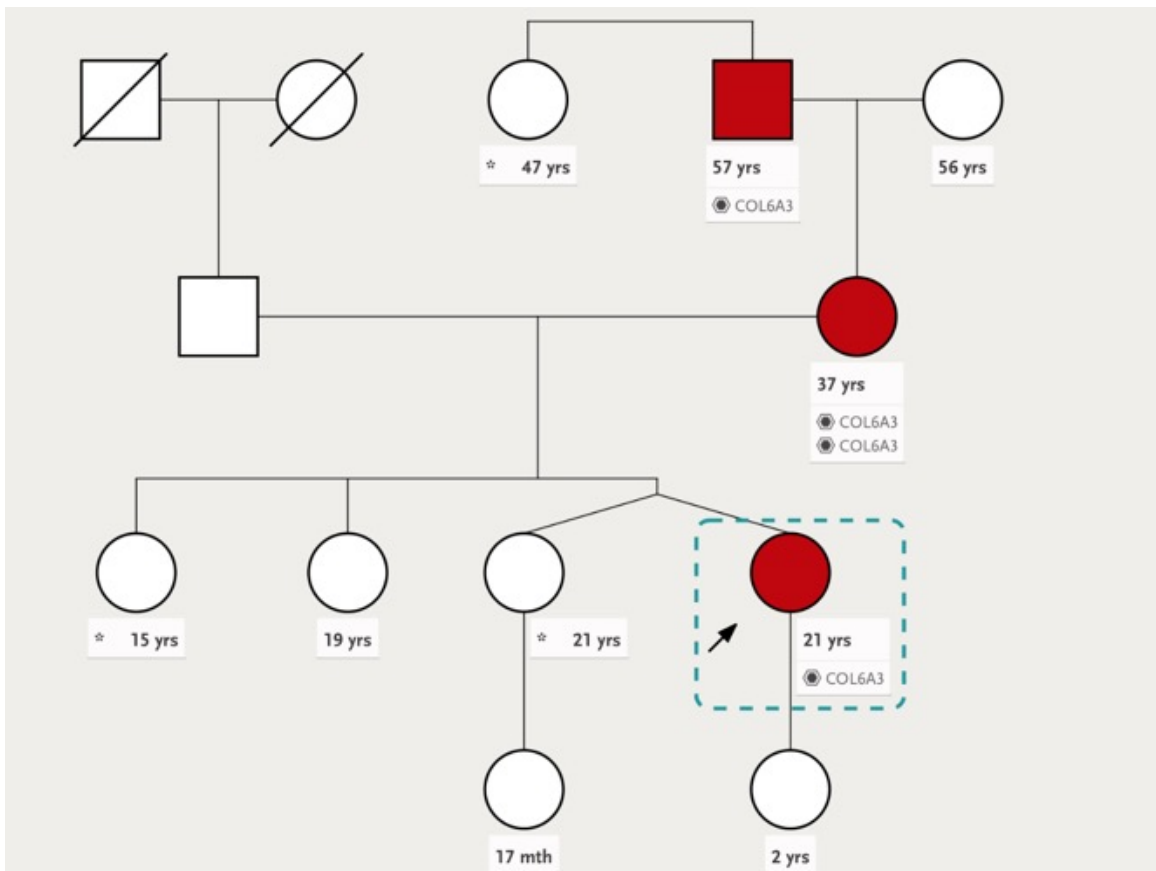 ☆ 47 yrs
57 yrs
COL6A3
56 yrs
37 yrs
COL6A3
COL6A3
☆ 15 yrs
19 yrs
☆ 21 yrs
21 yrs
COL6A3
17 mth
2 yrs